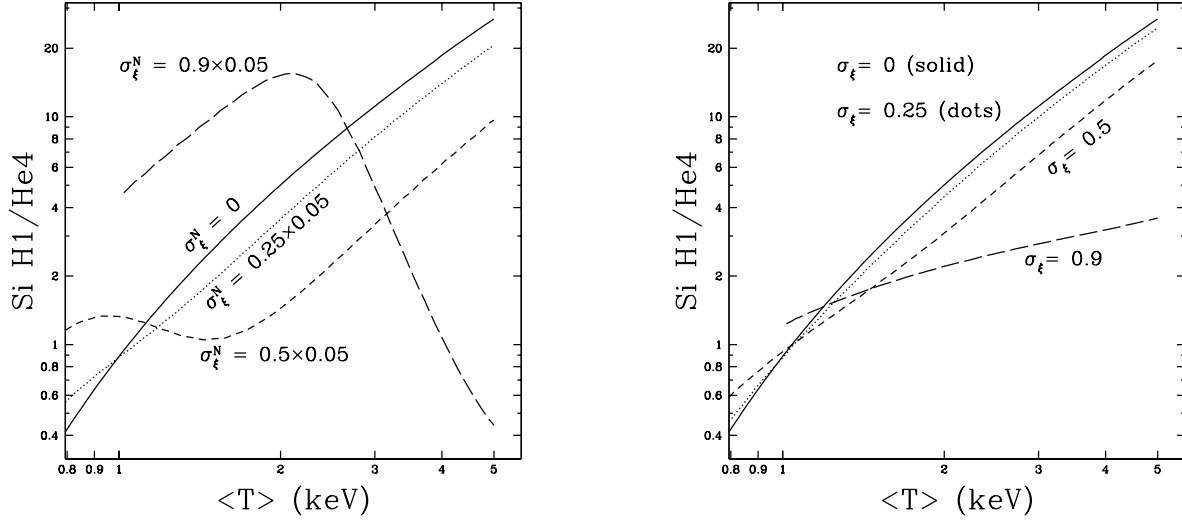 Si H1/He4
20
10
8
6
4
2
1
0.8
0.6
0.4
σ_ξ^N = 0.9×0.05
σ_ξ^N = 0
σ_ξ^N = 0.25×0.05
σ_ξ^N = 0.5×0.05
0.8 0.9 1 2 3 4 5
<T> (keV)
Si H1/He4
20
10
8
6
4
2
1
0.8
0.6
0.4
σ_ξ= 0 (solid)
σ_ξ= 0.25 (dots)
σ_ξ= 0.5
σ_ξ= 0.9
0.8 0.9 1 2 3 4 5
<T> (keV)